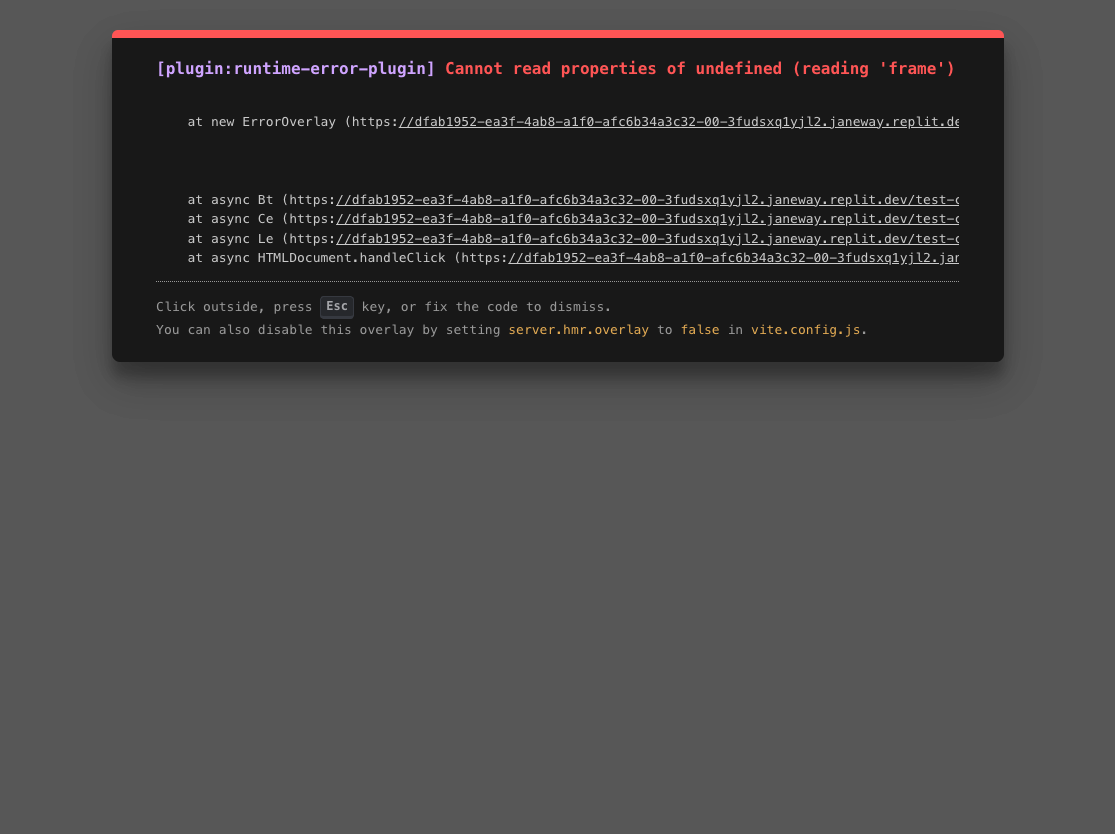 [plugin:runtime-error-plugin] Cannot read properties of undefined (reading 'frame')
at new ErrorOverlay (https://dfab1952-ea3f-4ab8-a1f0-afc6b34a3c32-00-3fudsxq1yjl2.janeway.replit.de
at async Bt (https://dfab1952-ea3f-4ab8-a1f0-afc6b34a3c32-00-3fudsxq1yjl2.janeway.replit.dev/test-c
at async Ce (https://dfab1952-ea3f-4ab8-a1f0-afc6b34a3c32-00-3fudsxq1yjl2.janeway.replit.dev/test-c
at async Le (https://dfab1952-ea3f-4ab8-a1f0-afc6b34a3c32-00-3fudsxq1yjl2.janeway.replit.dev/test-c
at async HTMLDocument.handleClick (https://dfab1952-ea3f-4ab8-a1f0-afc6b34a3c32-00-3fudsxq1yjl2.jan
Click outside, press Esc key, or fix the code to dismiss.
You can also disable this overlay by setting server.hmr.overlay to false in vite.config.js.